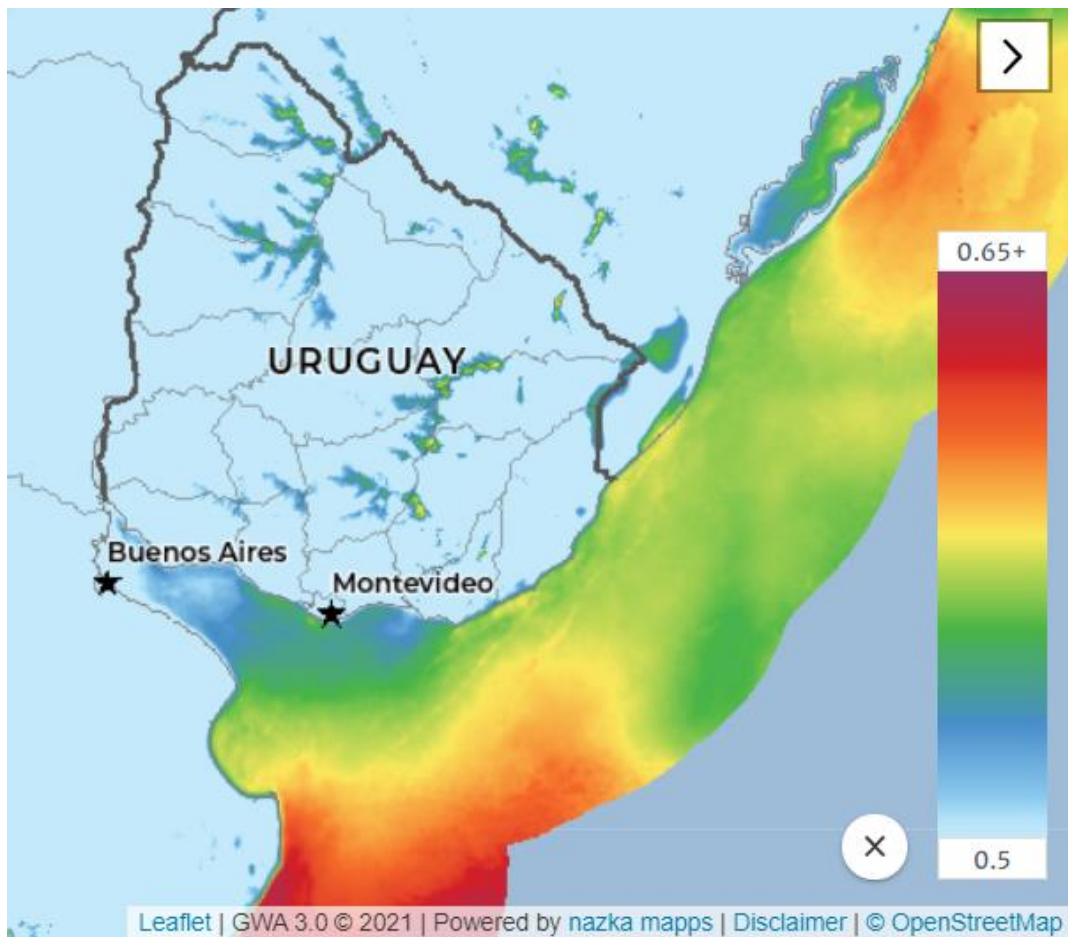 0.65+
URUGUAY
Buenos Aires
Montevideo
0.5
Leaflet | GWA 3.0 © 2021 | Powered by nazka mapps | Disclaimer | © OpenStreetMap